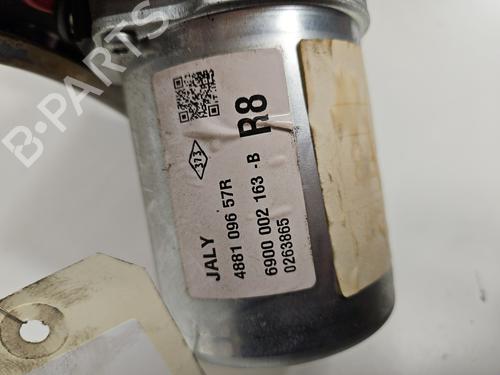 R8
373
JALY
4881 096 57R
6900 002 163 -B
0263865
B-PARTS